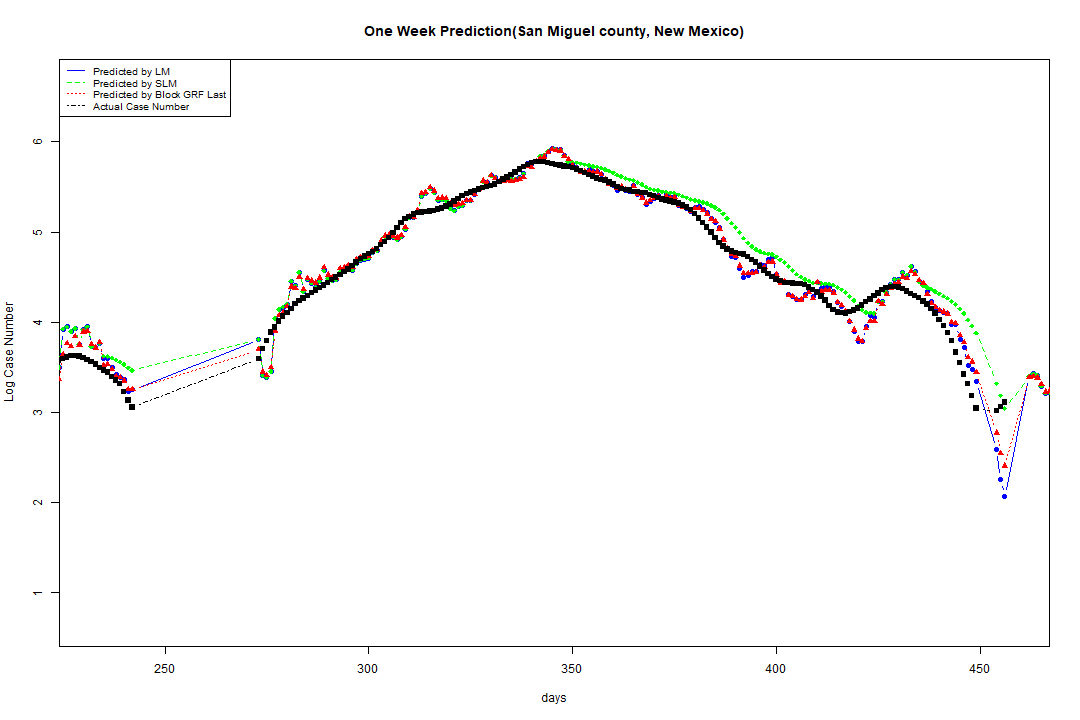 One Week Prediction(San Miguel county, New Mexico)
Predicted by LM
Predicted by SLM
Predicted by Block GRF Last
Actual Case Number
6
5
4
3
2
1
Log Case Number
250 300 350 400 450
days